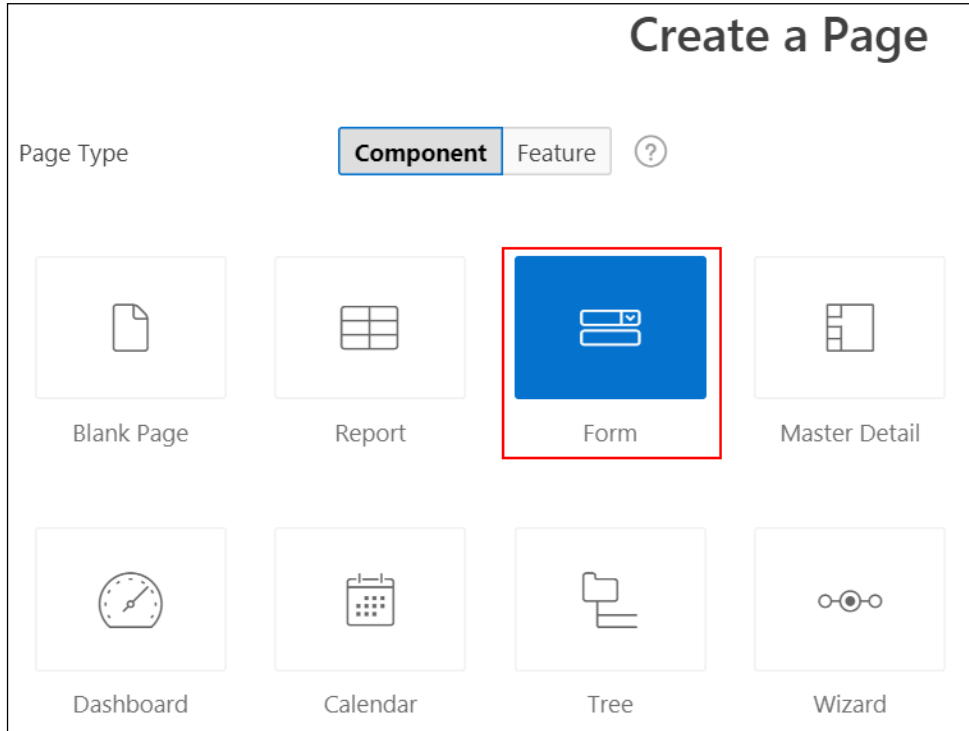 Create a Page
Page Type Component Feature ?
Blank Page Report Form Master Detail
Dashboard Calendar Tree Wizard